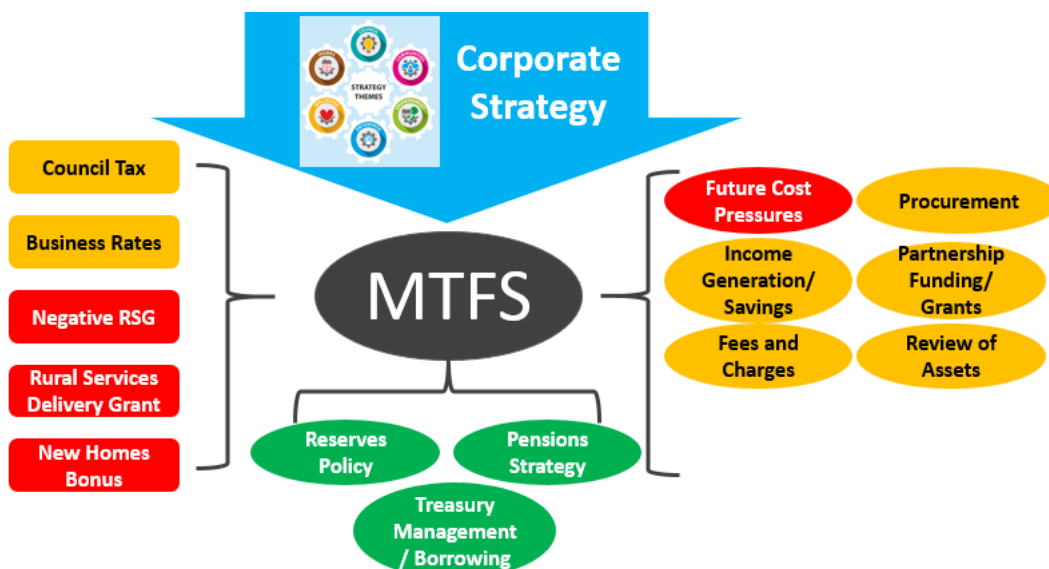 Corporate
Strategy
STRATEGY
THEMES
Council Tax
Business Rates
Negative RSG
Rural Services
Delivery Grant
New Homes
Bonus
MTFS
Future Cost
Pressures
Procurement
Income
Generation/
Savings
Partnership
Funding/
Grants
Fees and
Charges
Review of
Assets
Reserves
Policy
Pensions
Strategy
Treasury
Management
/ Borrowing